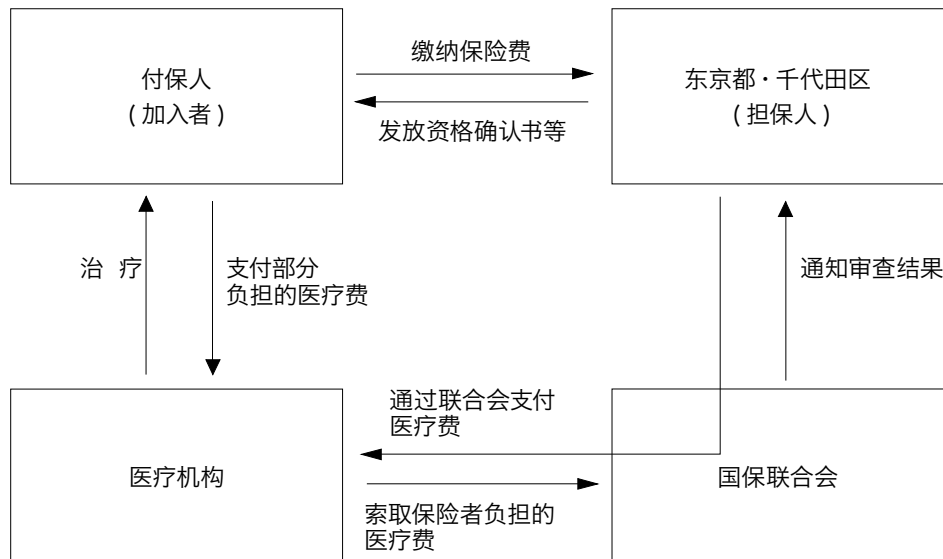 缴纳保险费
付保人
(加入者)
东京都·千代田区
(担保人)
发放资格确认书等
治 疗
支付部分
负担的医疗费
通知审查结果
通过联合会支付
医疗费
医疗机构
国保联合会
索取保险者负担的
医疗费